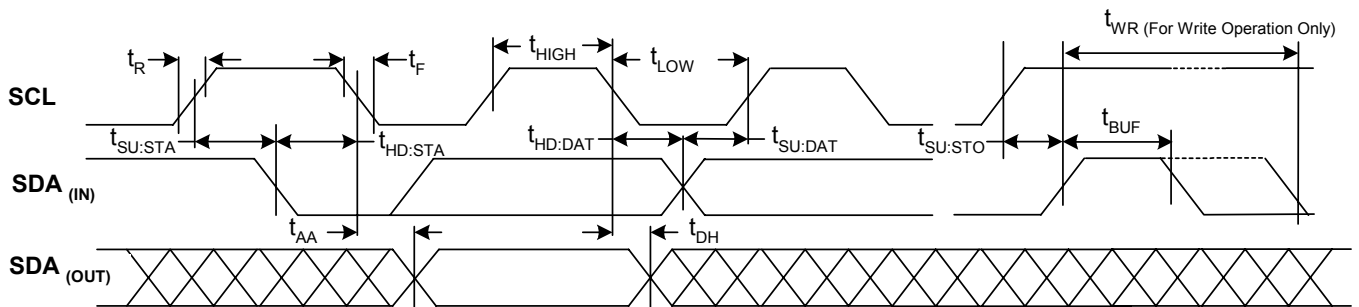 tWR (For Write Operation Only)
tR
tF
tHIGH
tLOW
SCL
tSU:STA
tHD:STA
tHD:DAT
tSU:DAT
tSU:STO
tBUF
SDA (IN)
tAA
tDH
SDA (OUT)